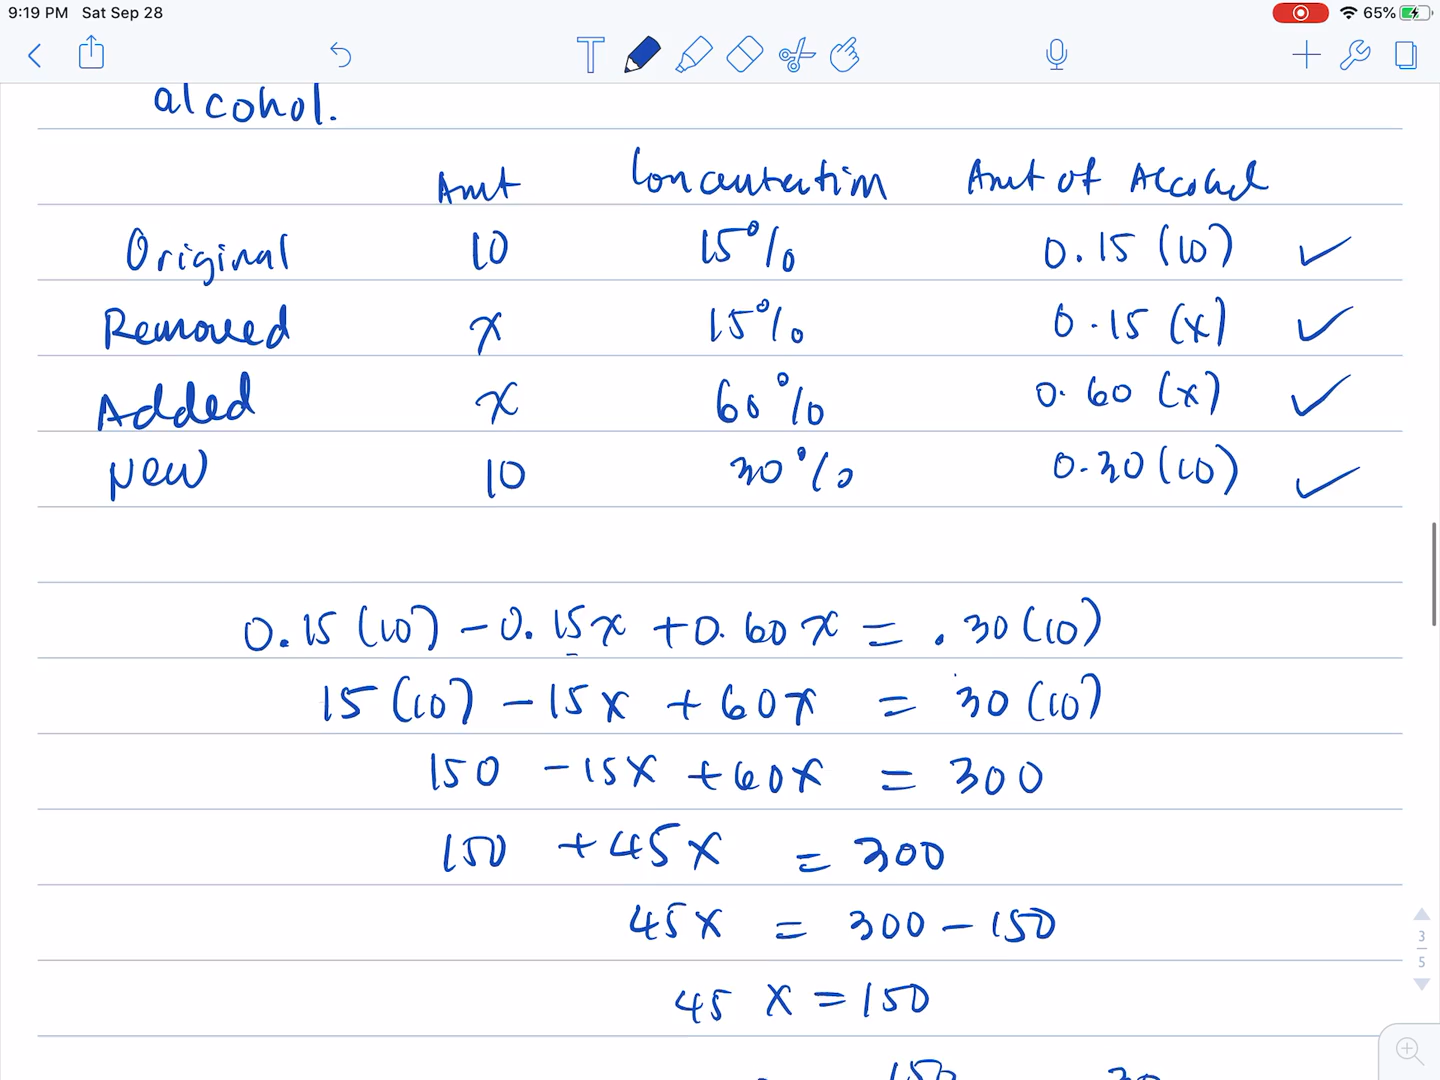 9:19 PM Sat Sep 28 65%
T
alcohol.
Amt Concentration Amt of Alcohol
Original 10 15% 0.15 (10) ✓
Removed x 15% 0.15 (x) ✓
Added x 60% 0.60 (x) ✓
New 10 30% 0.30 (10) ✓
0.15 (10) - 0.15x + 0.60x = .30 (10)
15 (10) - 15x + 60x = 30 (10)
150 - 15x + 60x = 300
150 + 45x = 300
45x = 300 - 150
45 x = 150
150
3
5